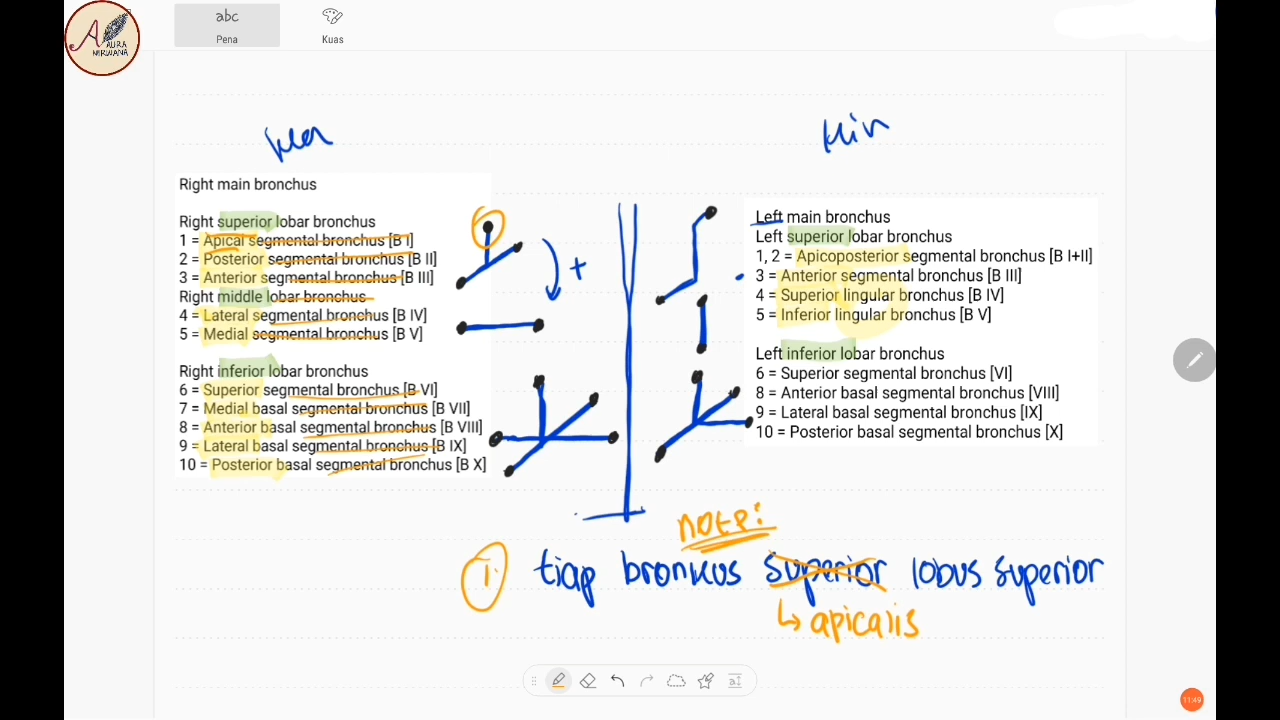 AURA
NIRWANA
abc
Pena
Kuas
kin
Right main bronchus
Right superior lobar bronchus
1 = Apical segmental bronchus [B I]
2 = Posterior segmental bronchus [B II]
3 = Anterior segmental bronchus [B III]
Right middle lobar bronchus
4 = Lateral segmental bronchus [B IV]
5 = Medial segmental bronchus [B V]
Right inferior lobar bronchus
6 = Superior segmental bronchus [B VI]
7 = Medial basal segmental bronchus [B VII]
8 = Anterior basal segmental bronchus [B VIII]
9 = Lateral basal segmental bronchus [B IX]
10 = Posterior basal segmental bronchus [B X]
+
Left main bronchus
Left superior lobar bronchus
1, 2 = Apicoposterior segmental bronchus [B I+II]
3 = Anterior segmental bronchus [B III]
4 = Superior lingular bronchus [B IV]
5 = Inferior lingular bronchus [B V]
Left inferior lobar bronchus
6 = Superior segmental bronchus [VI]
8 = Anterior basal segmental bronchus [VIII]
9 = Lateral basal segmental bronchus [IX]
10 = Posterior basal segmental bronchus [X]
note:
1. tiap bronkus superior lobus superior
↳ apicalis
11:49